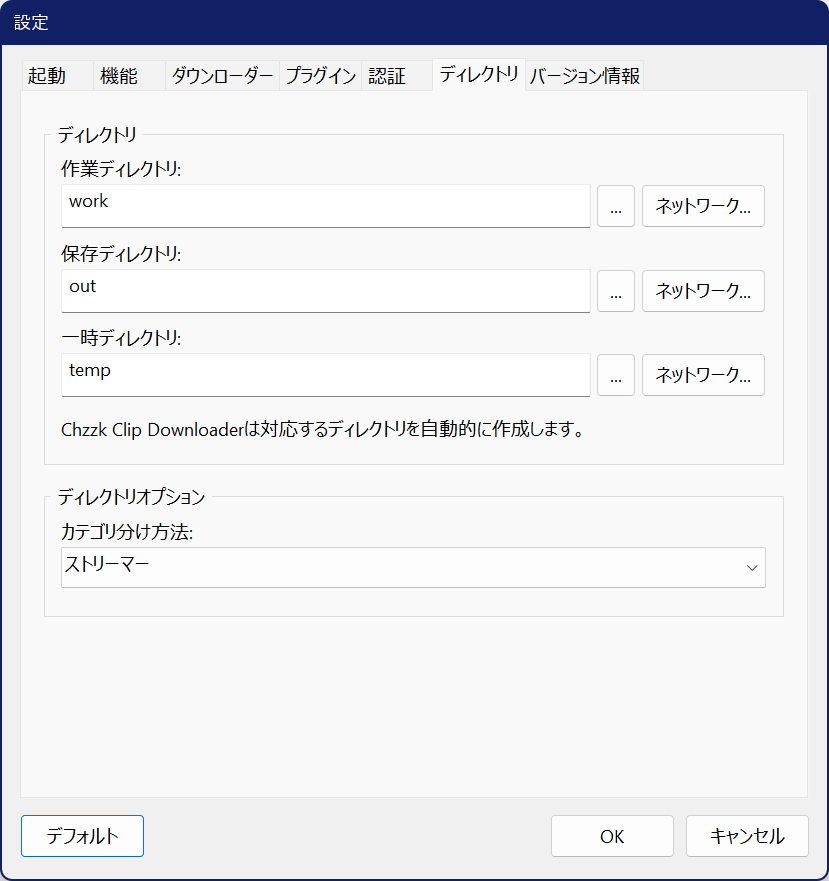 設定
起動 機能 ダウンローダー プラグイン 認証 ディレクトリ バージョン情報
ディレクトリ
作業ディレクトリ:
work ... ネットワーク...
保存ディレクトリ:
out ... ネットワーク...
一時ディレクトリ:
temp ... ネットワーク...
Chzzk Clip Downloaderは対応するディレクトリを自動的に作成します。
ディレクトリオプション
カテゴリ分け方法:
ストリーマー
デフォルト OK キャンセル